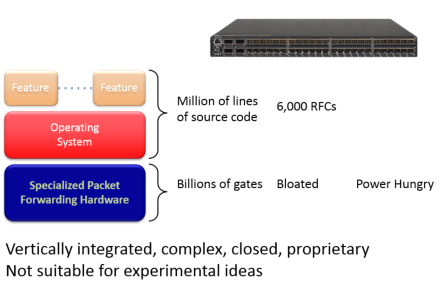 Feature
Feature
Million of lines
of source code
6,000 RFCs
Operating
System
Specialized Packet
Forwarding Hardware
Billions of gates
Bloated
Power Hungry
Vertically integrated, complex, closed, proprietary
Not suitable for experimental ideas